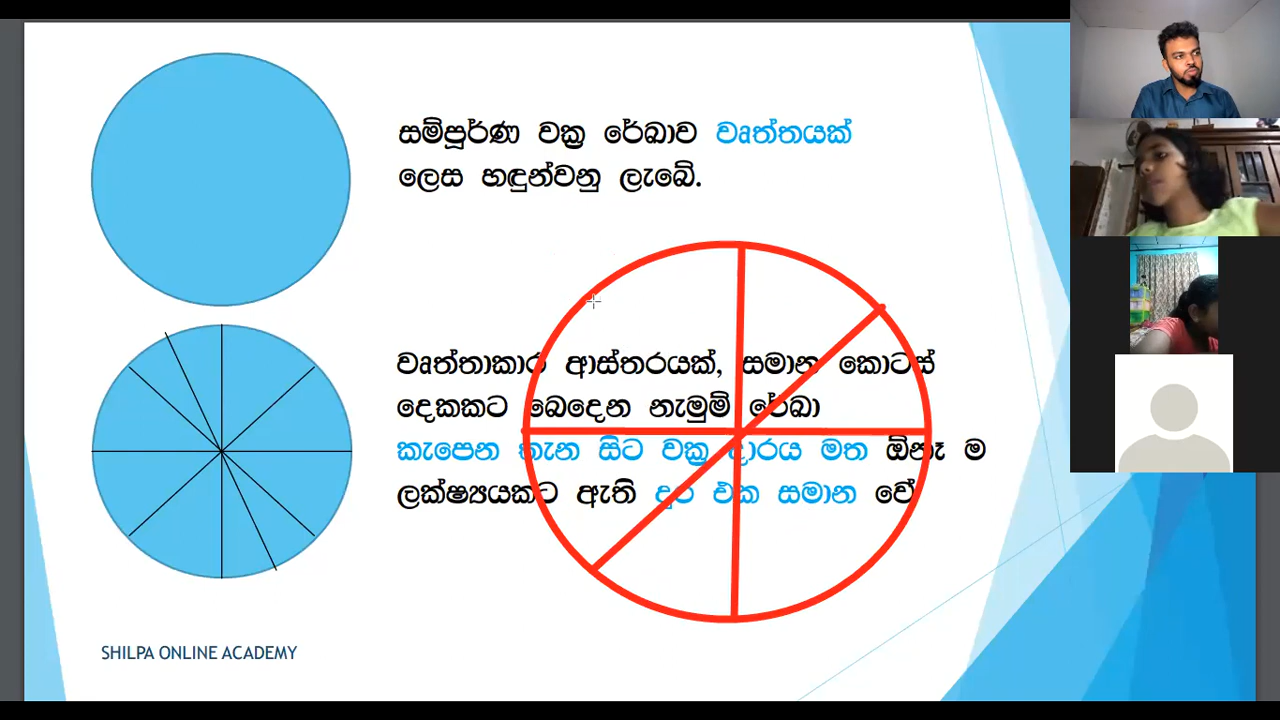 සම්පූර්ණ වක්‍ර රේඛාව වෘත්තයක්
ලෙස හඳුන්වනු ලැබේ.
වෘත්තාකාර ආස්තරයක්, සමාන කොටස්
දෙකකට බෙදෙන නැමුම් රේඛා
කැපෙන තැන සිට වක්‍ර දාරය මත ඕනෑ ම
ලක්ෂ්‍යයකට ඇති දුර එක සමාන වේ
SHILPA ONLINE ACADEMY